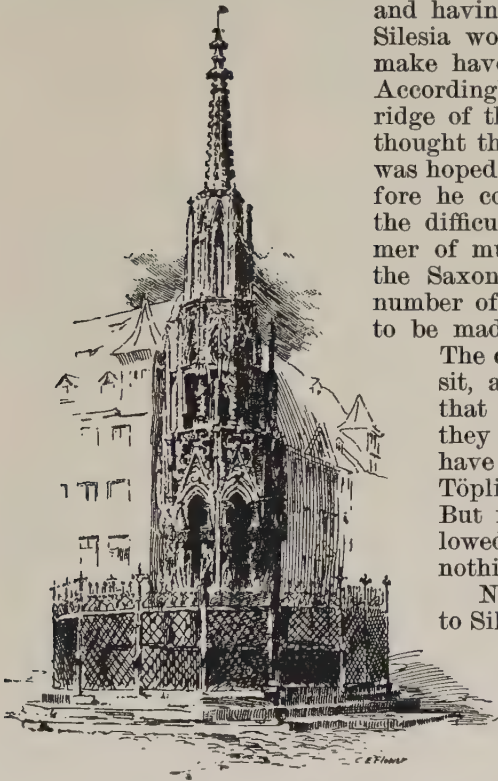 and havin
Silesia wo
make have
According
ridge of th
thought th
was hoped
fore he co
the difficu
mer of mu
the Saxon
number of
to be mad
The e
sit, a
that
they
have
Töpli
But
lowed
nothi
N
to Sil
C E Flower